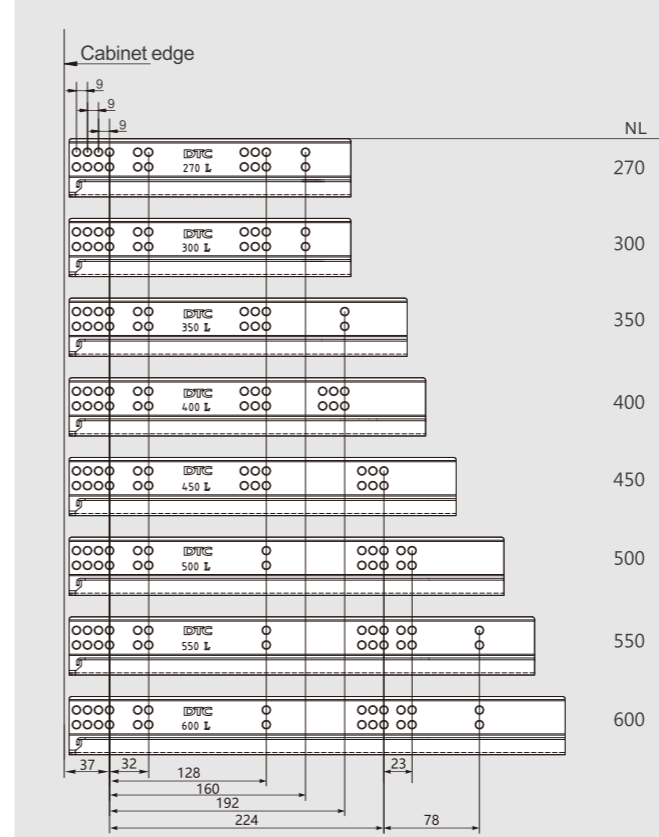 Cabinet edge
9
9
9
NL
DTC
270 L
270
DTC
300 L
300
DTC
350 L
350
DTC
400 L
400
DTC
450 L
450
DTC
500 L
500
DTC
550 L
550
DTC
600 L
600
37 32 23
128
160
192
224 78